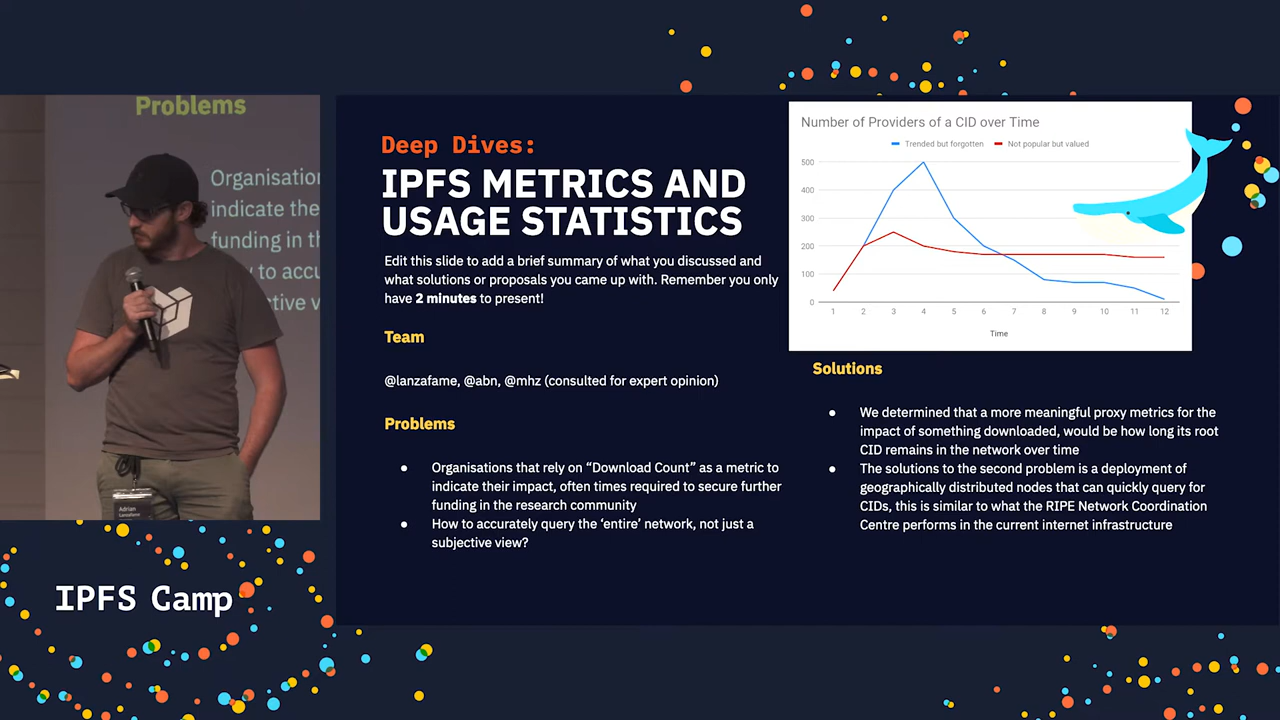 Problems
Organisation
indicate the
funding in th
to accu
ective v
Adrian
IPFS Camp
Deep Dives:
IPFS METRICS AND
USAGE STATISTICS
Edit this slide to add a brief summary of what you discussed and
what solutions or proposals you came up with. Remember you only
have 2 minutes to present!
Team
@lanzafame, @abn, @mhz (consulted for expert opinion)
Problems
● Organisations that rely on “Download Count” as a metric to
indicate their impact, often times required to secure further
funding in the research community
● How to accurately query the ‘entire’ network, not just a
subjective view?
Number of Providers of a CID over Time
Trended but forgotten Not popular but valued
500
400
300
200
100
0
1 2 3 4 5 6 7 8 9 10 11 12
Time
Solutions
● We determined that a more meaningful proxy metrics for the
impact of something downloaded, would be how long its root
CID remains in the network over time
● The solutions to the second problem is a deployment of
geographically distributed nodes that can quickly query for
CIDs, this is similar to what the RIPE Network Coordination
Centre performs in the current internet infrastructure